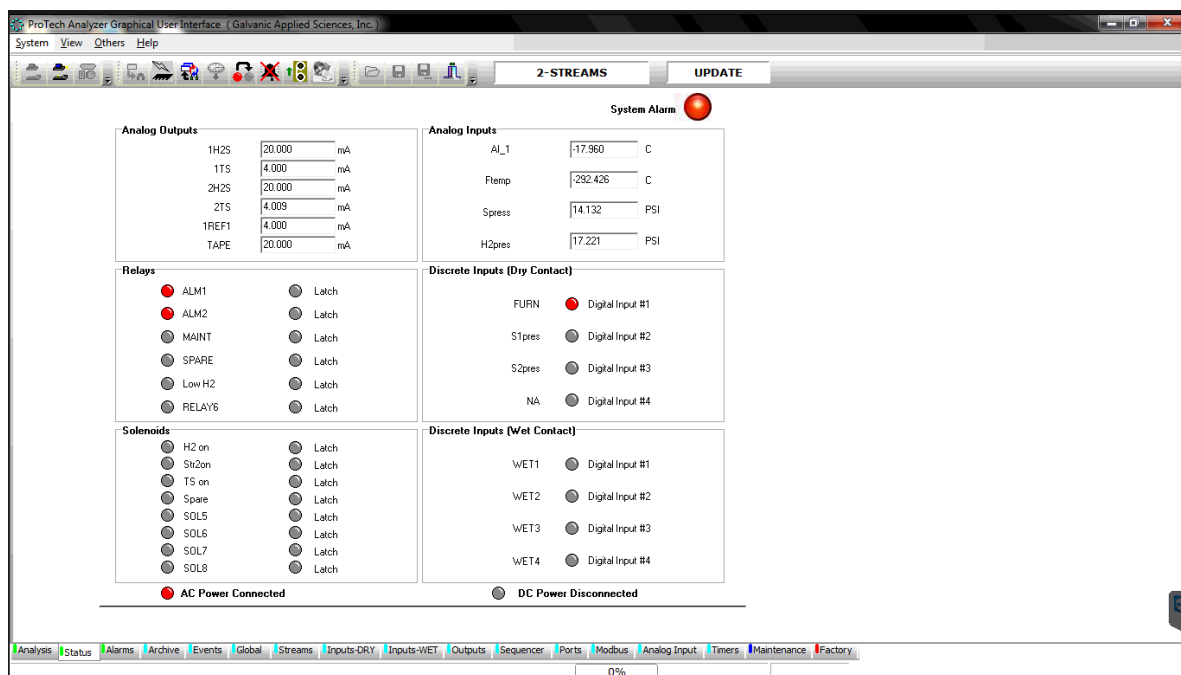 ProTech Analyzer Graphical User Interface ( Galvanic Applied Sciences, Inc. )
System View Others Help
2-STREAMS UPDATE
System Alarm
Analog Outputs
1H2S 20.000 mA
1TS 4.000 mA
2H2S 20.000 mA
2TS 4.009 mA
1REF1 4.000 mA
TAPE 20.000 mA
Analog Inputs
AI_1 -17.960 C
Ftemp -292.426 C
Spress 14.132 PSI
H2pres 17.221 PSI
Relays
ALM1 Latch
ALM2 Latch
MAINT Latch
SPARE Latch
Low H2 Latch
RELAY6 Latch
Discrete Inputs (Dry Contact)
FURN Digital Input #1
S1pres Digital Input #2
S2pres Digital Input #3
NA Digital Input #4
Solenoids
H2 on Latch
Str2on Latch
TS on Latch
Spare Latch
SOL5 Latch
SOL6 Latch
SOL7 Latch
SOL8 Latch
Discrete Inputs (Wet Contact)
WET1 Digital Input #1
WET2 Digital Input #2
WET3 Digital Input #3
WET4 Digital Input #4
AC Power Connected DC Power Disconnected
Analysis Status Alarms Archive Events Global Streams Inputs-DRY Inputs-WET Outputs Sequencer Ports Modbus Analog Input Timers Maintenance Factory
0%